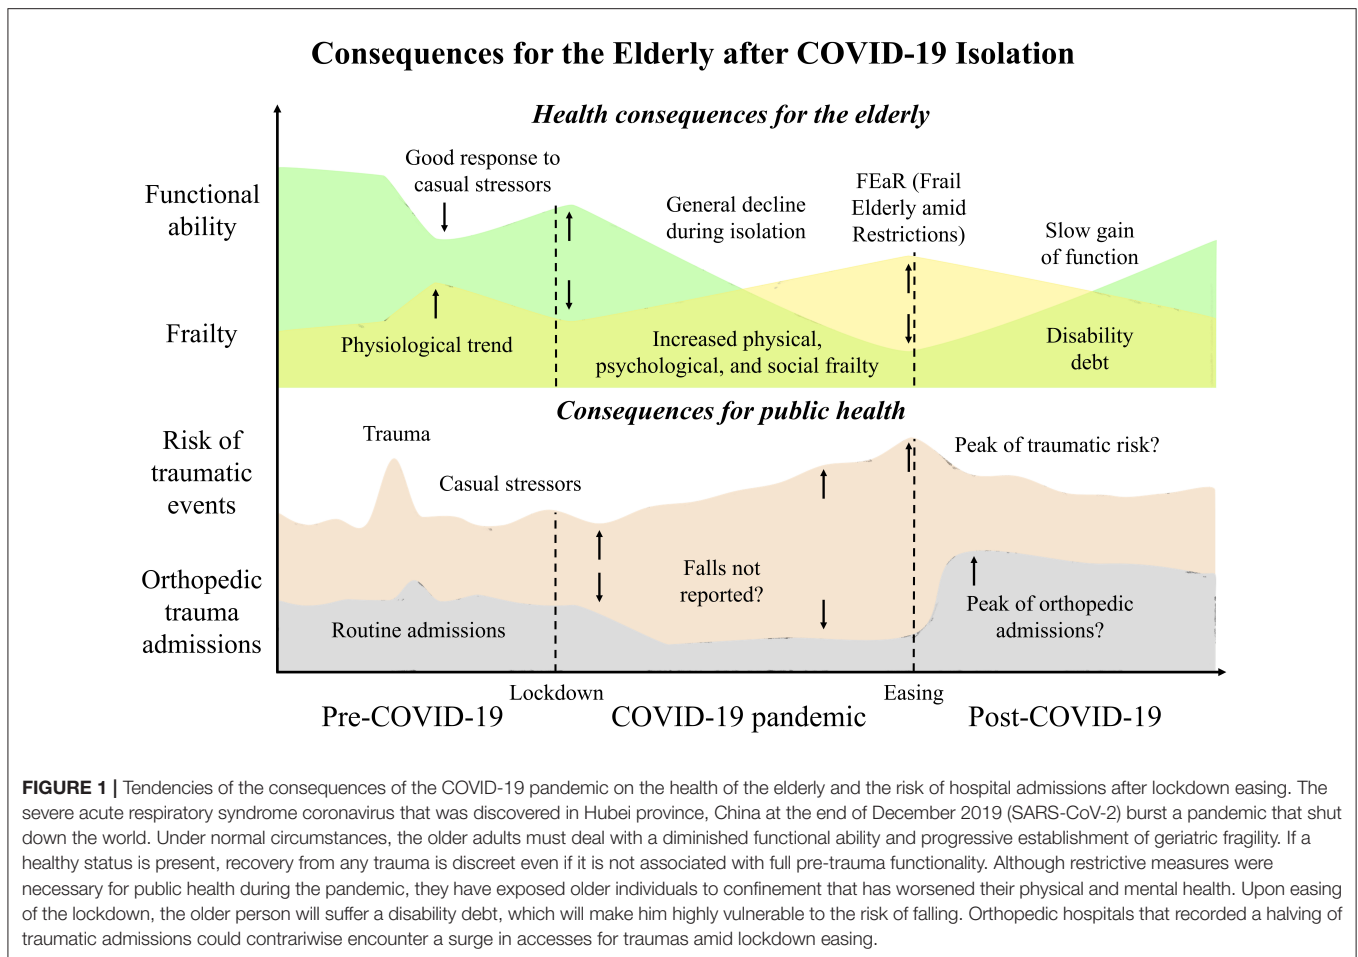 Consequences for the Elderly after COVID-19 Isolation
Health consequences for the elderly
Functional
ability
Good response to
casual stressors
General decline
during isolation
FEaR (Frail
Elderly amid
Restrictions)
Slow gain
of function
Frailty
Physiological trend
Increased physical,
psychological, and social frailty
Disability
debt
Consequences for public health
Risk of
traumatic
events
Trauma
Casual stressors
Peak of traumatic risk?
Falls not
reported?
Orthopedic
trauma
admissions
Routine admissions
Peak of orthopedic
admissions?
Lockdown
Easing
Pre-COVID-19
COVID-19 pandemic
Post-COVID-19
FIGURE 1 | Tendencies of the consequences of the COVID-19 pandemic on the health of the elderly and the risk of hospital admissions after lockdown easing. The
severe acute respiratory syndrome coronavirus that was discovered in Hubei province, China at the end of December 2019 (SARS-CoV-2) burst a pandemic that shut
down the world. Under normal circumstances, the older adults must deal with a diminished functional ability and progressive establishment of geriatric fragility. If a
healthy status is present, recovery from any trauma is discreet even if it is not associated with full pre-trauma functionality. Although restrictive measures were
necessary for public health during the pandemic, they have exposed older individuals to confinement that has worsened their physical and mental health. Upon easing
of the lockdown, the older person will suffer a disability debt, which will make him highly vulnerable to the risk of falling. Orthopedic hospitals that recorded a halving of
traumatic admissions could contrariwise encounter a surge in accesses for traumas amid lockdown easing.